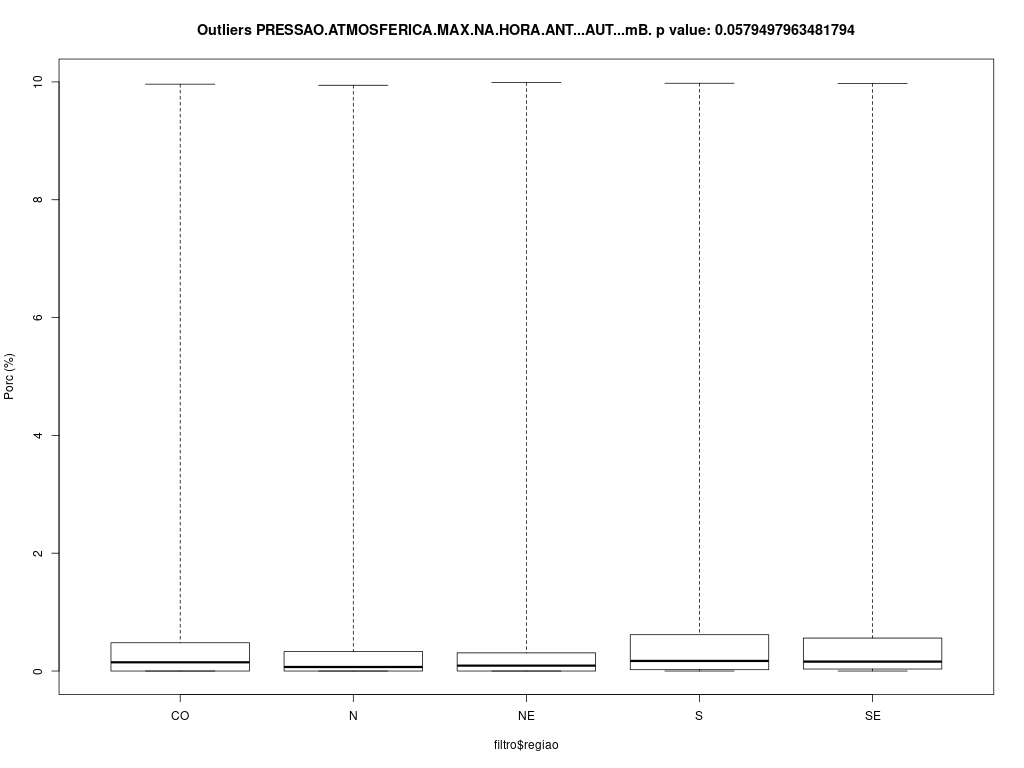 Outliers PRESSAO.ATMOSFERICA.MAX.NA.HORA.ANT...AUT...mB. p value: 0.0579497963481794
10
8
6
4
2
0
Porc (%)
CO N NE S SE
filtro$regiao